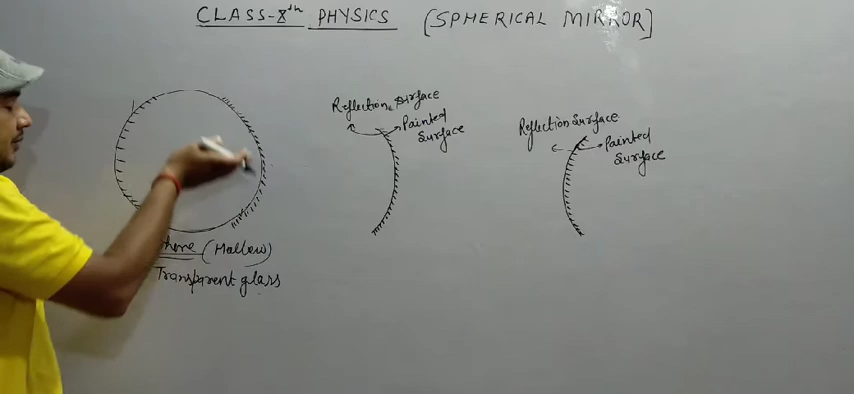 CLASS-8th PHYSICS (SPHERICAL MIRROR)
Reflection Surface
Painted
Surface
Reflection Surface
Painted
Surface
(Hallow)
Transparent glass